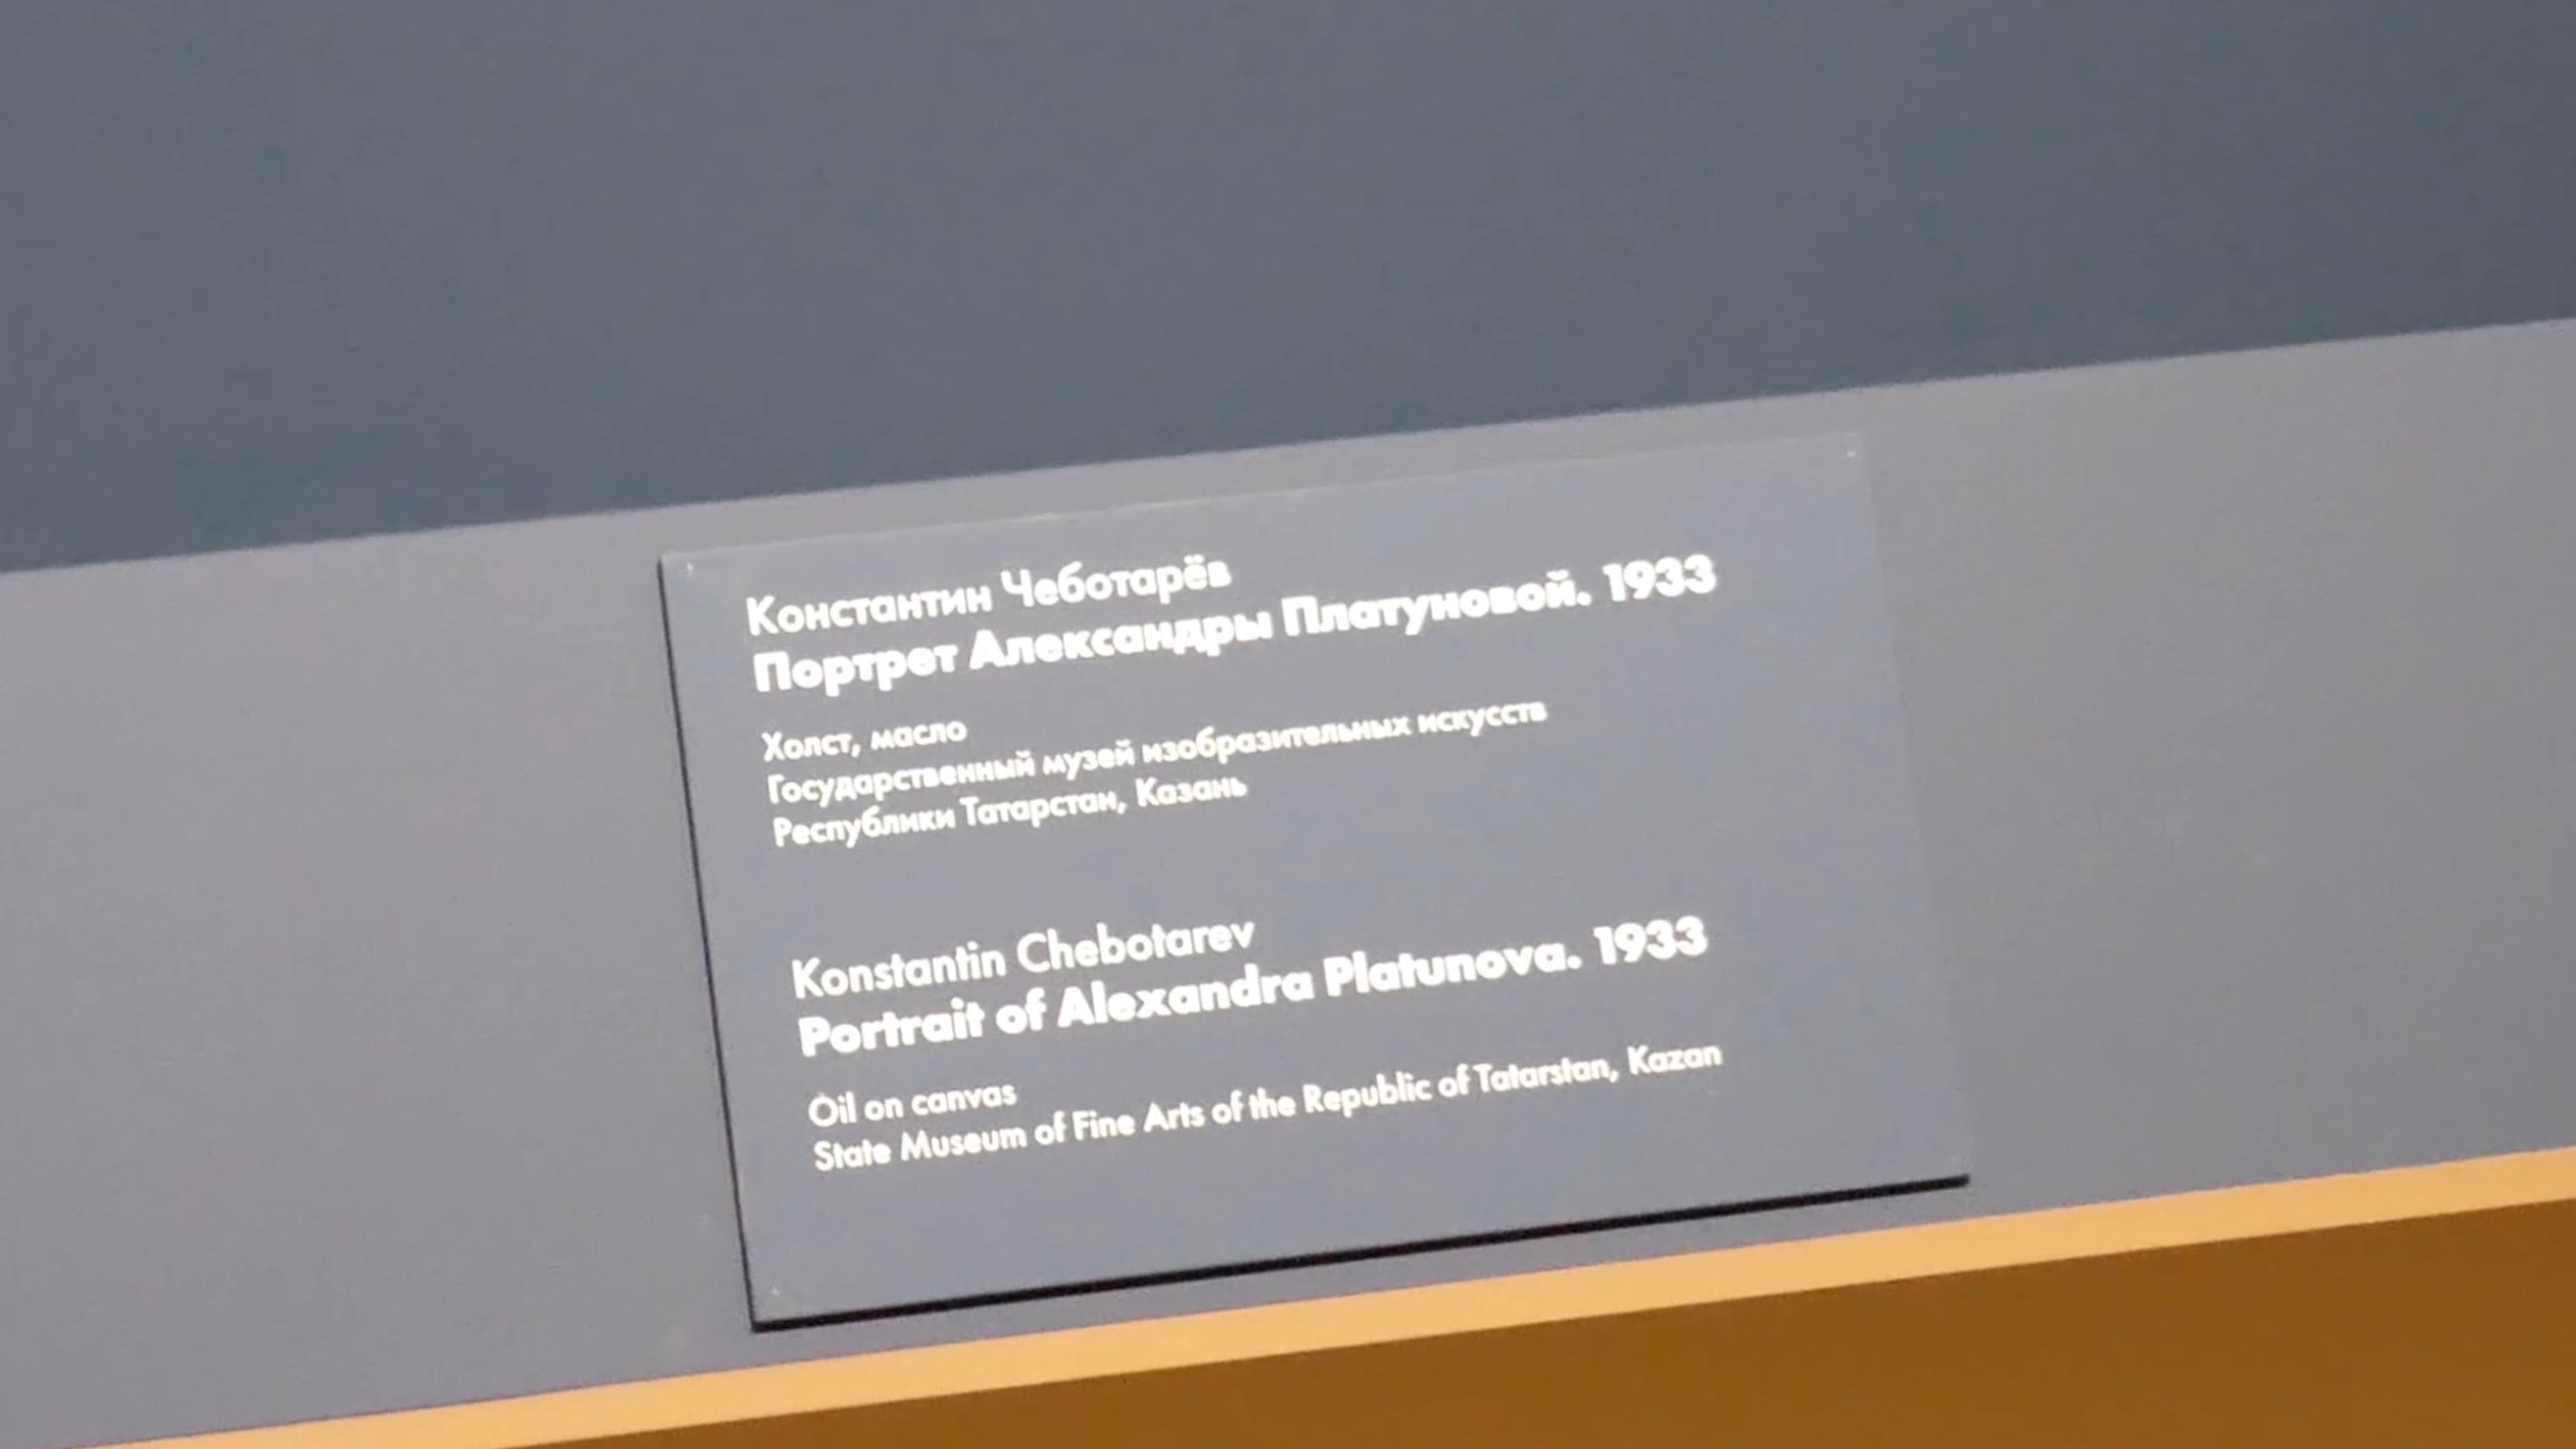 Константин Чеботарёв
Портрет Александры Платуновой. 1933
Холст, масло
Государственный музей изобразительных искусств
Республики Татарстан, Казань
Konstantin Chebotarev
Portrait of Alexandra Platunova. 1933
Oil on canvas
State Museum of Fine Arts of the Republic of Tatarstan, Kazan